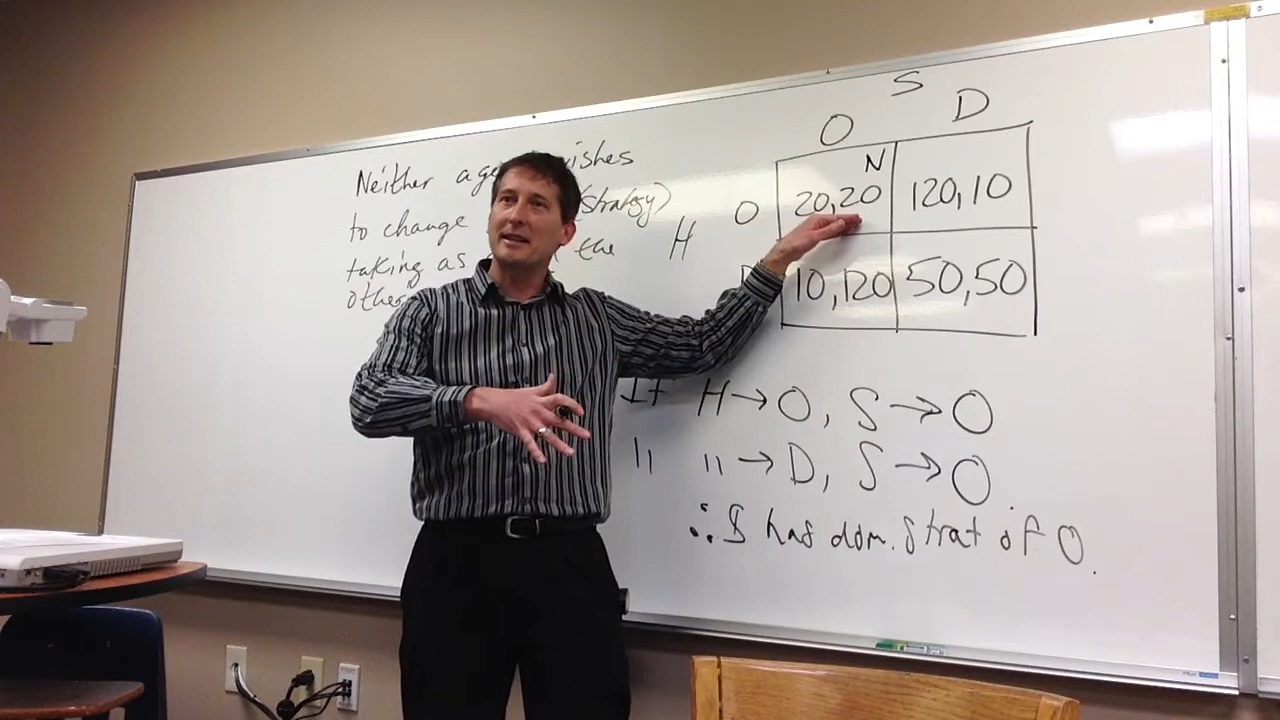 Neither wishes
to change (strategy)
taking as the
S
O D
H
N
O 20,20 120,10
10,120 50,50
If H→O, S→O
" "→D, S→O
∴ S has dom. strat of O.